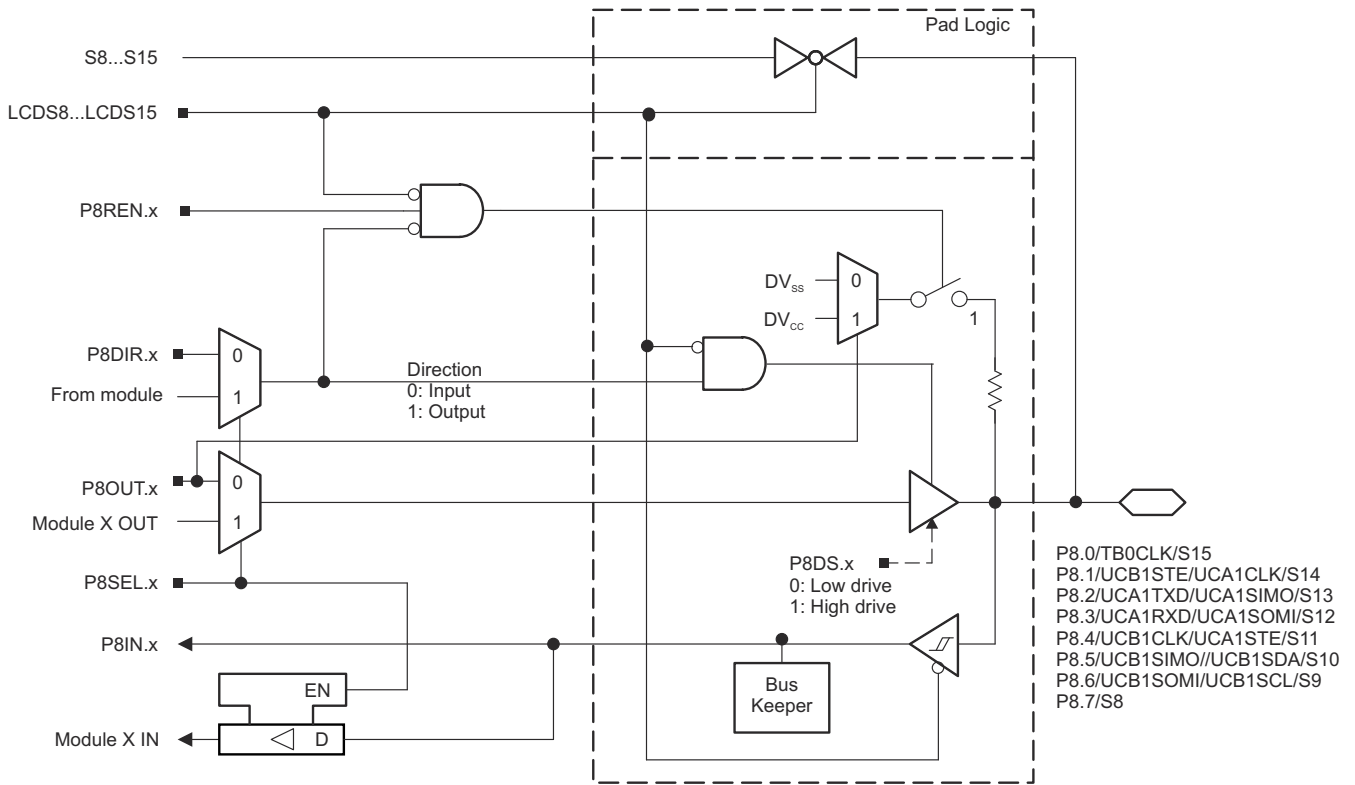 Pad Logic
S8...S15
LCDS8...LCDS15
P8REN.x
DVSS
0
DVCC
1
1
P8DIR.x
0
From module
1
Direction
0: Input
1: Output
P8OUT.x
0
Module X OUT
1
P8DS.x
0: Low drive
1: High drive
P8SEL.x
P8IN.x
EN
D
Module X IN
Bus
Keeper
P8.0/TB0CLK/S15
P8.1/UCB1STE/UCA1CLK/S14
P8.2/UCA1TXD/UCA1SIMO/S13
P8.3/UCA1RXD/UCA1SOMI/S12
P8.4/UCB1CLK/UCA1STE/S11
P8.5/UCB1SIMO//UCB1SDA/S10
P8.6/UCB1SOMI/UCB1SCL/S9
P8.7/S8